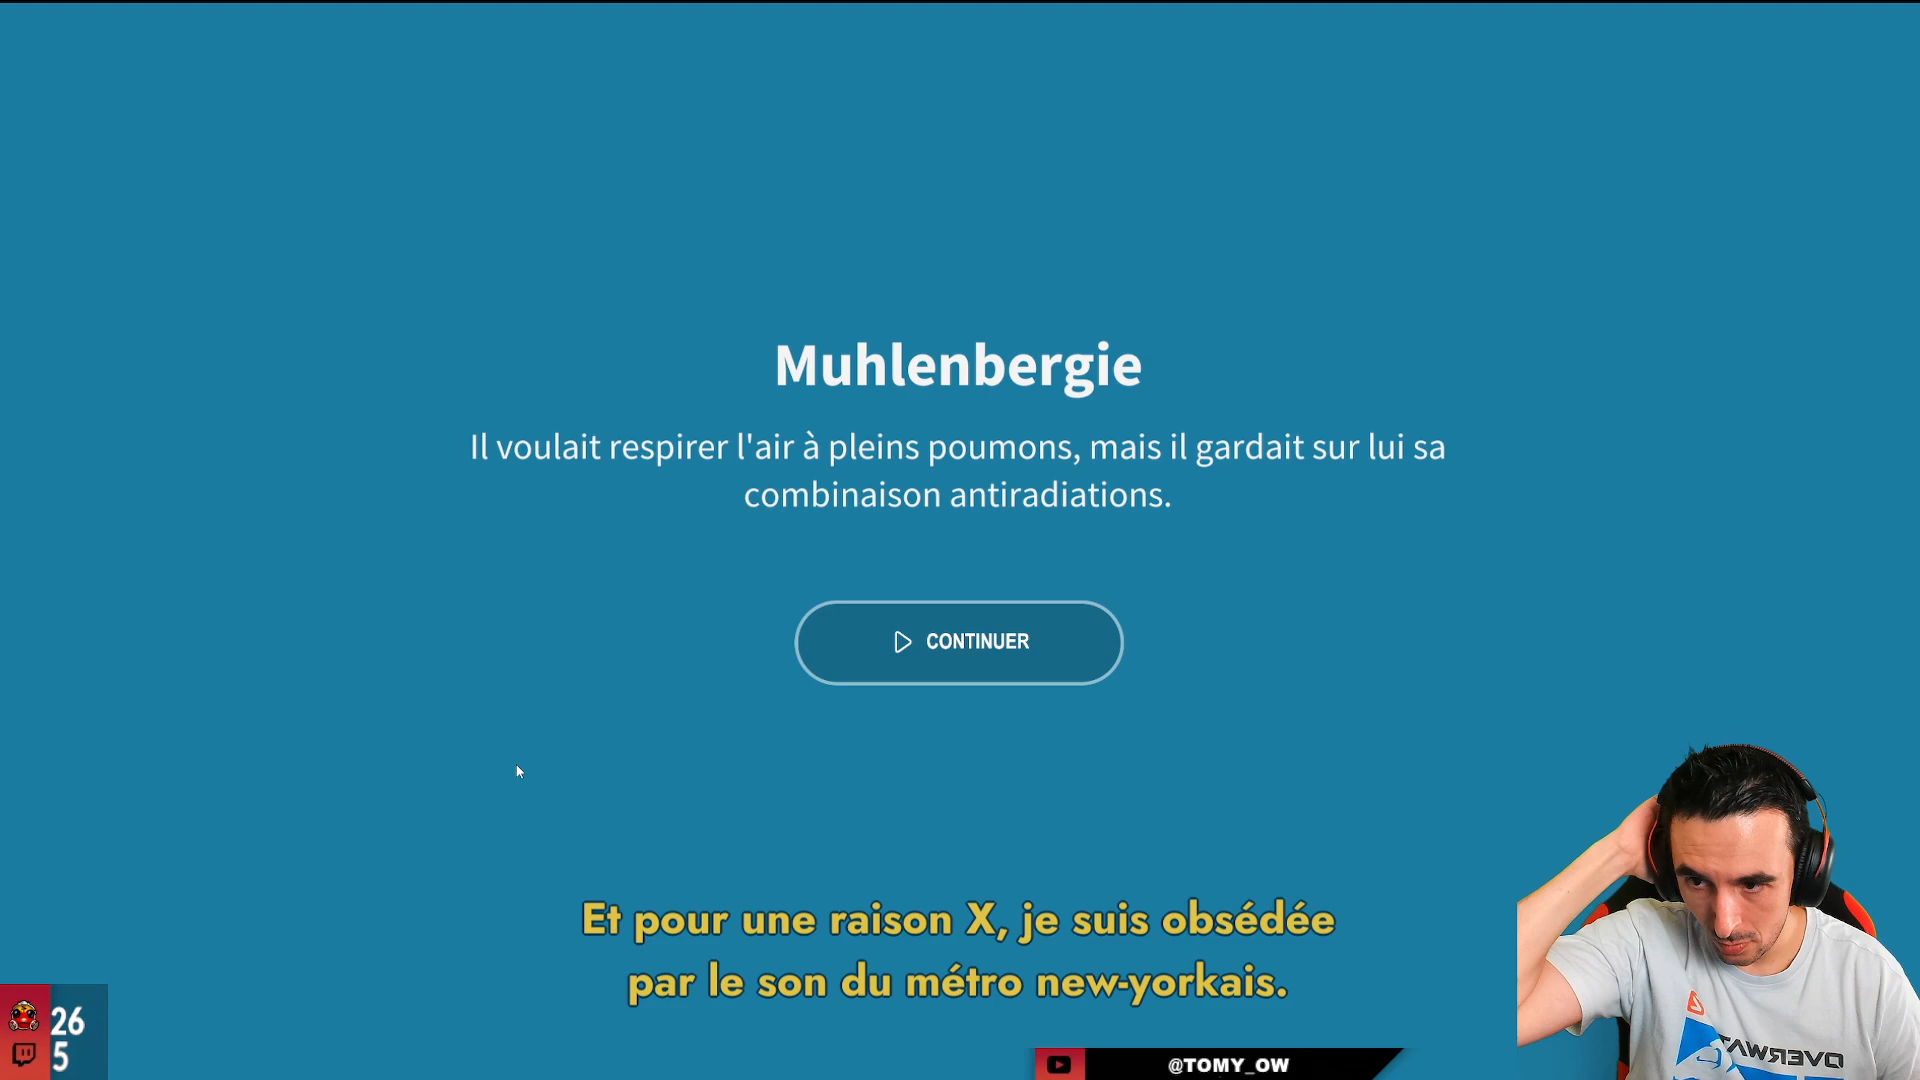 Muhlenbergie
Il voulait respirer l'air à pleins poumons, mais il gardait sur lui sa
combinaison antiradiations.
CONTINUER
Et pour une raison X, je suis obsédée
par le son du métro new-yorkais.
26
5
@TOMY_OW
OVERWAT